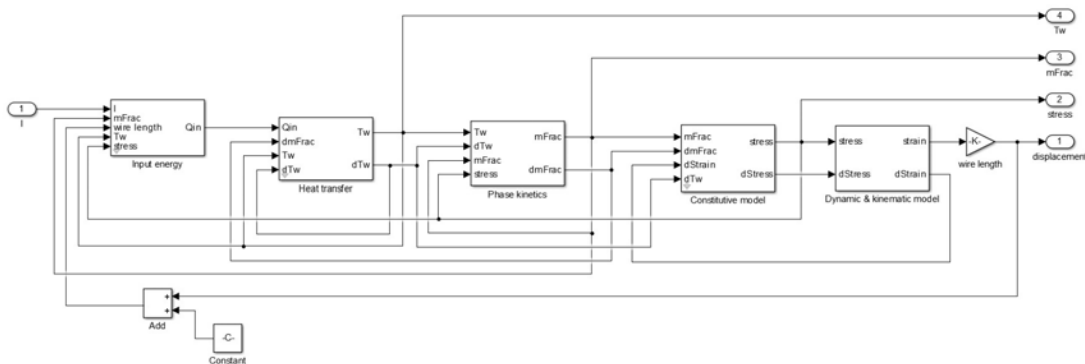 4
Tw
3
mFrac
2
stress
1
displacement
1
I
I
mFrac
wire length
Tw
stress
Qin
Input energy
Qin
dmFrac
Tw
dTw
Tw
dTw
Heat transfer
Tw
dTw
mFrac
stress
mFrac
dmFrac
Phase kinetics
mFrac
dmFrac
dStrain
dTw
stress
dStress
Constitutive model
stress
dStress
strain
dStrain
Dynamic & kinematic model
-K-
wire length
+
+
Add
-C-
Constant